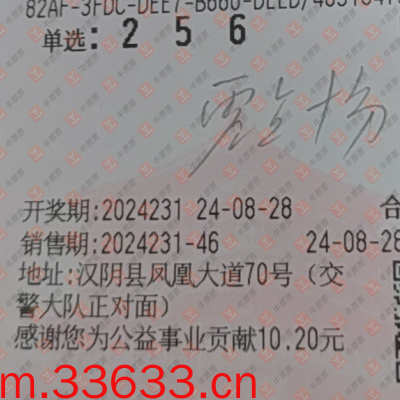 单选: 2 5 6
开奖期:2024231 24-08-28
销售期:2024231-46 24-08-28
地址:汉阴县凤凰大道70号（交
警大队正对面）
感谢您为公益事业贡献10.20元
m.33633.cn